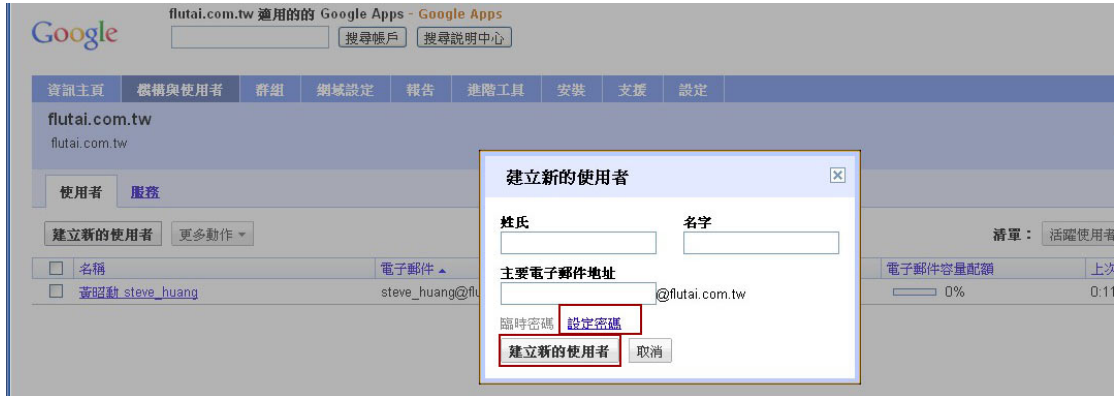 flutai.com.tw 適用的的 Google Apps - Google Apps
Google
搜尋帳戶 搜尋說明中心
資訊主頁 機構與使用者 群組 網域設定 報告 進階工具 安裝 支援 設定
flutai.com.tw
flutai.com.tw
使用者 服務
建立新的使用者 更多動作
清單： 活躍使用者
名稱 電子郵件 電子郵件容量配額 上次
黃昭勳 steve_huang steve_huang@flu 0% 0:11
建立新的使用者
姓氏 名字
主要電子郵件地址
@flutai.com.tw
臨時密碼 設定密碼
建立新的使用者 取消